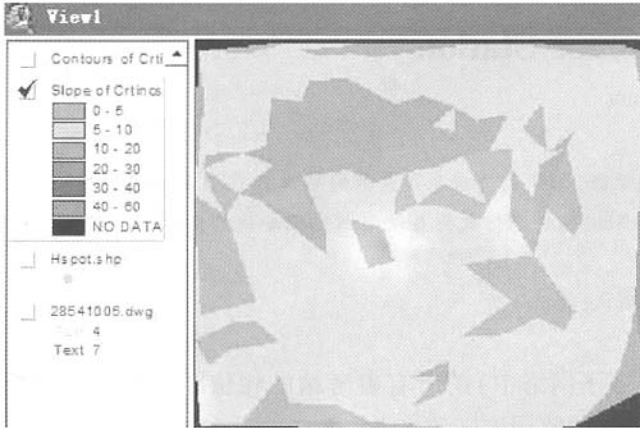 View1
Contours of Crti
Slope of Crtincs
0 - 5
5 - 10
10 - 20
20 - 30
30 - 40
40 - 60
NO DATA
Hspot.shp
28541005.dwg
4
Text 7